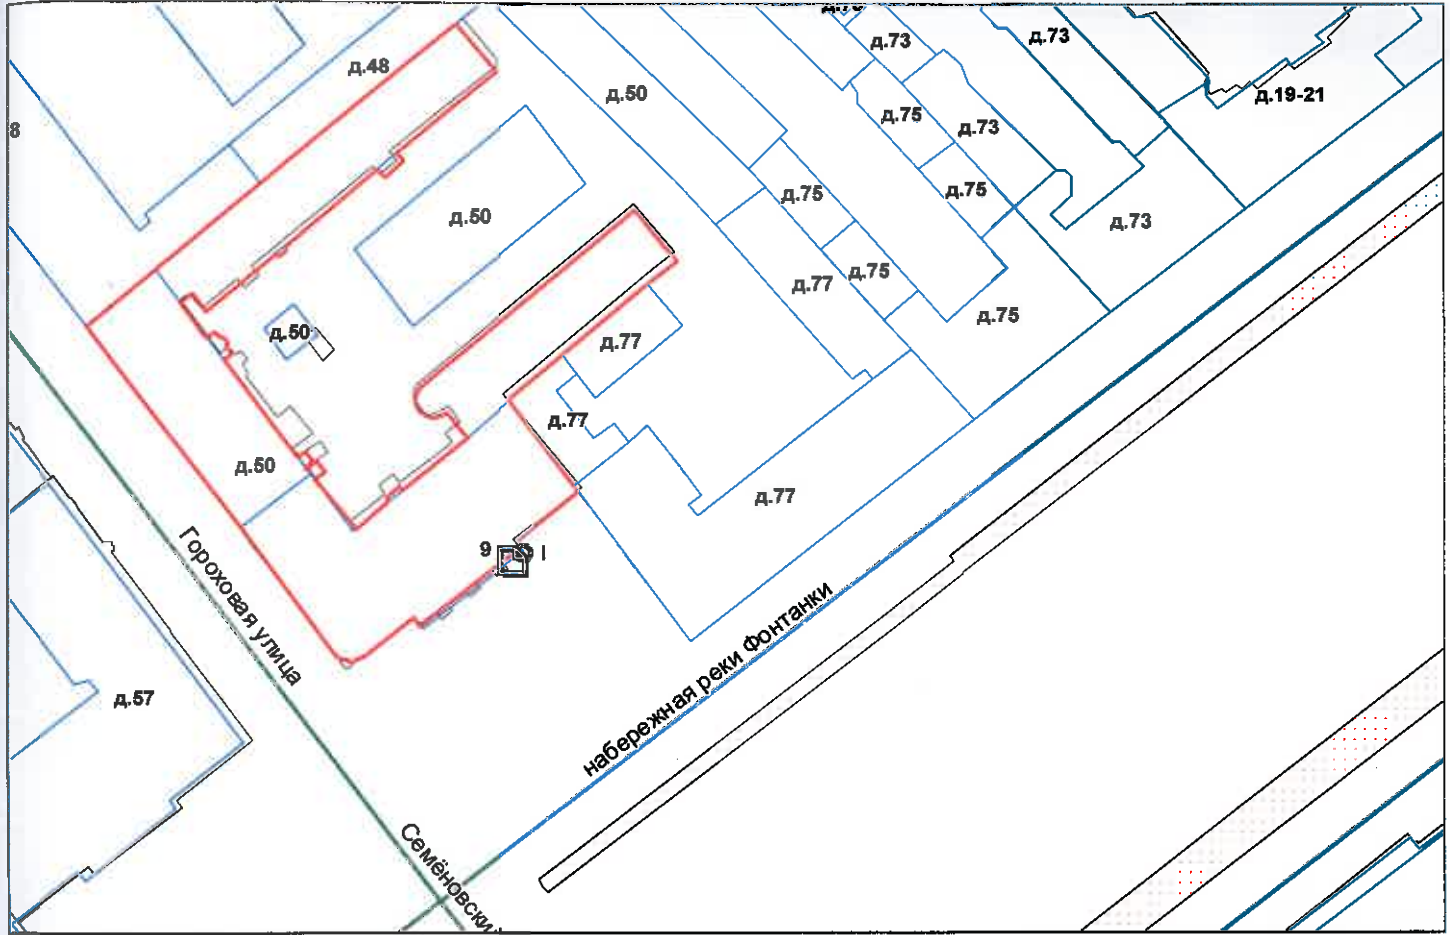 д.48
д.50
д.73
д.73
д.19-21
8
д.75
д.73
д.50
д.75
д.75
д.73
д.77
д.75
д.75
д.50
д.77
д.77
д.50
д.77
9
Гороховая улица
набережная реки Фонтанки
д.57
Семёновски